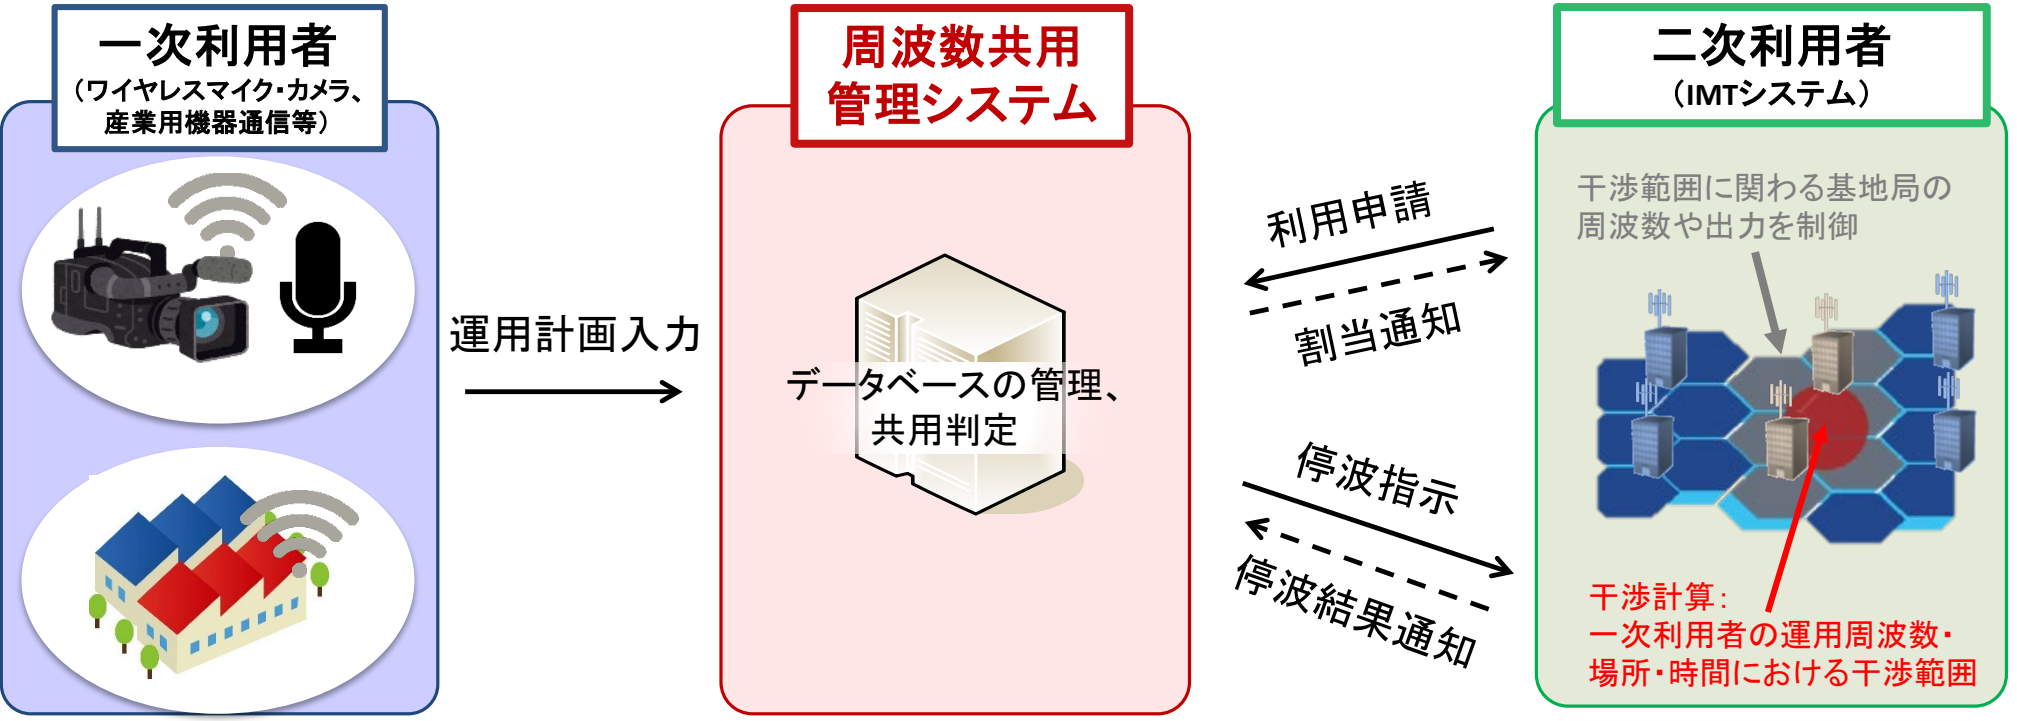 一次利用者
（ワイヤレスマイク・カメラ、
産業用機器通信等）
運用計画入力
周波数共用
管理システム
データベースの管理、
共用判定
利用申請
割当通知
停波指示
停波結果通知
二次利用者
（IMTシステム）
干渉範囲に関わる基地局の
周波数や出力を制御
干渉計算：
一次利用者の運用周波数・
場所・時間における干渉範囲